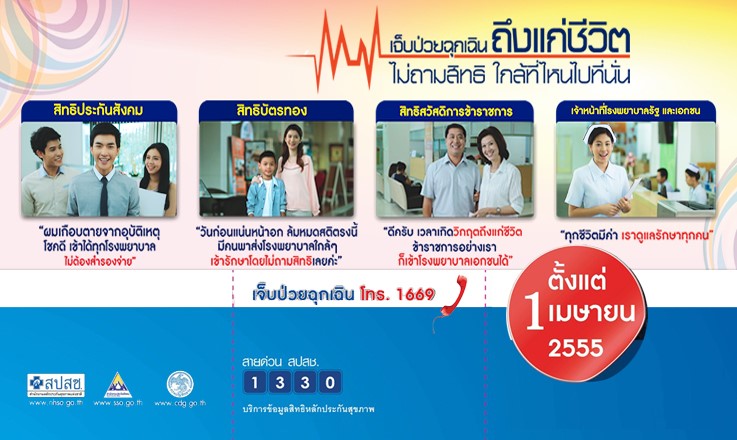 เจ็บป่วยฉุกเฉิน ถึงแก่ชีวิต
ไม่ถามสิทธิ ใกล้ที่ไหนไปที่นั่น
สิทธิประกันสังคม
สิทธิบัตรทอง
สิทธิสวัสดิการข้าราชการ
เจ้าหน้าที่โรงพยาบาลรัฐ และเอกชน
“ผมเกือบตายจากอุบัติเหตุ
โชคดี เข้าได้ทุกโรงพยาบาล
ไม่ต้องสำรองจ่าย”
“วันก่อนแน่นหน้าอก ล้มหมดสติตรงนี้
มีคนพาส่งโรงพยาบาลใกล้ๆ
เข้ารักษาโดยไม่ถามสิทธิเลยค่ะ”
“ดีครับ เวลาเกิดวิกฤตถึงแก่ชีวิต
ข้าราชการอย่างเรา
ก็เข้าโรงพยาบาลเอกชนได้”
“ทุกชีวิตมีค่า เราดูแลรักษาทุกคน”
เจ็บป่วยฉุกเฉิน โทร. 1669
ตั้งแต่
1 เมษายน
2555
สายด่วน สปสช.
1 3 3 0
บริการข้อมูลสิทธิหลักประกันสุขภาพ
สปสช
www.nhso.go.th
www.sso.go.th
www.cdg.go.th